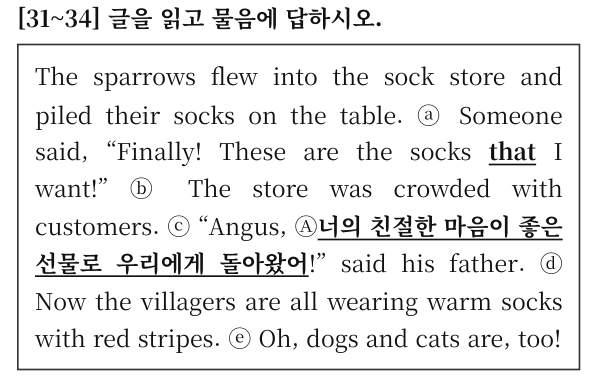 [31~34] 글을 읽고 물음에 답하시오.
The sparrows flew into the sock store and
piled their socks on the table. ⓐ Someone
said, “Finally! These are the socks that I
want!” ⓑ The store was crowded with
customers. ⓒ “Angus, Ⓐ너의 친절한 마음이 좋은
선물로 우리에게 돌아왔어!” said his father. ⓓ
Now the villagers are all wearing warm socks
with red stripes. ⓔ Oh, dogs and cats are, too!